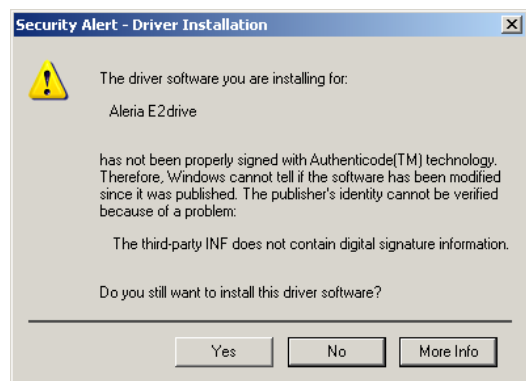 Security Alert - Driver Installation
The driver software you are installing for:
Aleria E2drive
has not been properly signed with Authenticode(TM) technology.
Therefore, Windows cannot tell if the software has been modified
since it was published. The publisher's identity cannot be verified
because of a problem:
The third-party INF does not contain digital signature information.
Do you still want to install this driver software?
Yes No More Info